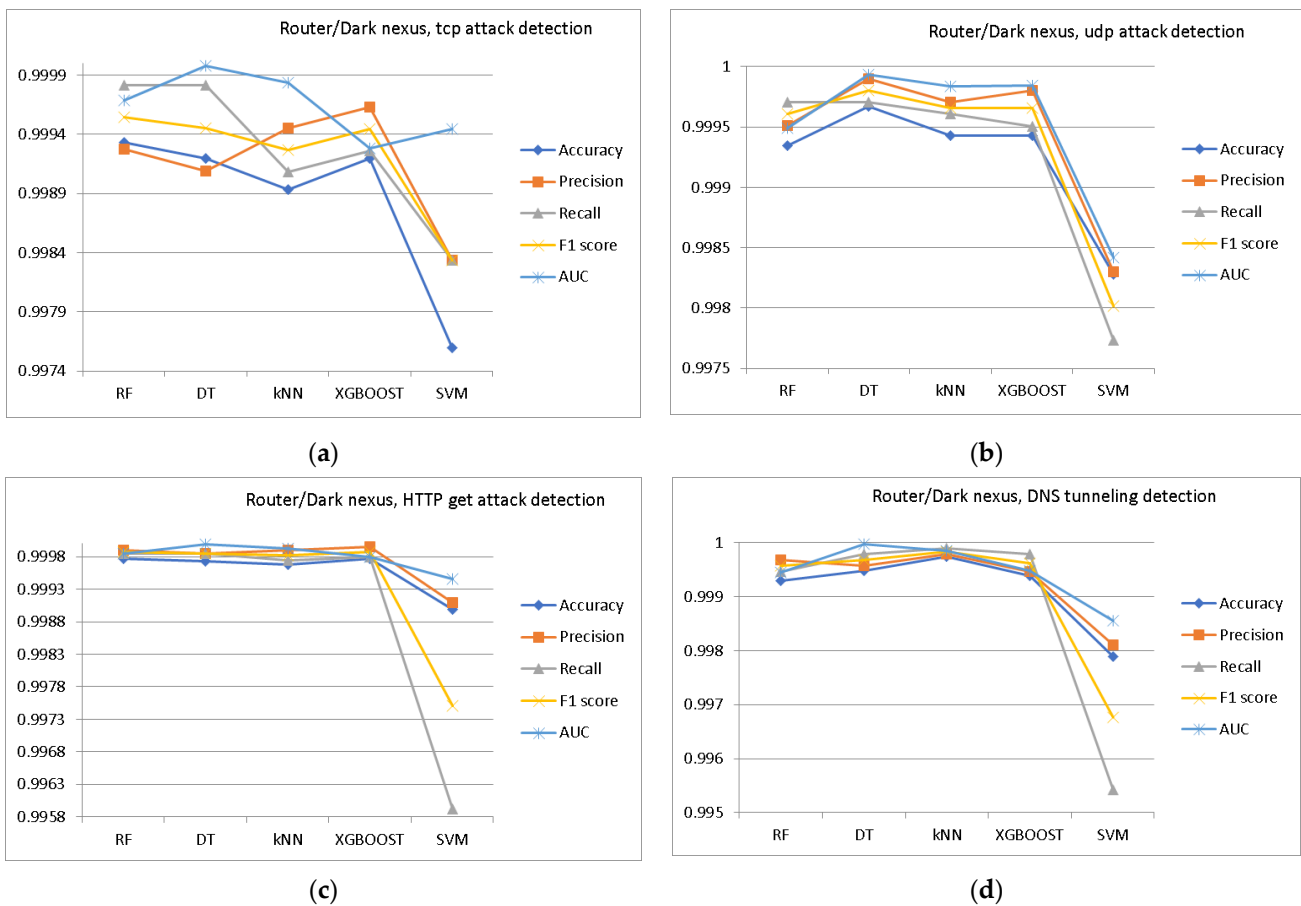 Router/Dark nexus, tcp attack detection
0.9999
0.9994
0.9989
0.9984
0.9979
0.9974
RF DT kNN XGBOOST SVM
Accuracy
Precision
Recall
F1 score
AUC
(a)
Router/Dark nexus, udp attack detection
1
0.9995
0.999
0.9985
0.998
0.9975
RF DT kNN XGBOOST SVM
Accuracy
Precision
Recall
F1 score
AUC
(b)
Router/Dark nexus, HTTP get attack detection
0.9998
0.9993
0.9988
0.9983
0.9978
0.9973
0.9968
0.9963
0.9958
RF DT kNN XGBOOST SVM
Accuracy
Precision
Recall
F1 score
AUC
(c)
Router/Dark nexus, DNS tunneling detection
1
0.999
0.998
0.997
0.996
0.995
RF DT kNN XGBOOST SVM
Accuracy
Precision
Recall
F1 score
AUC
(d)